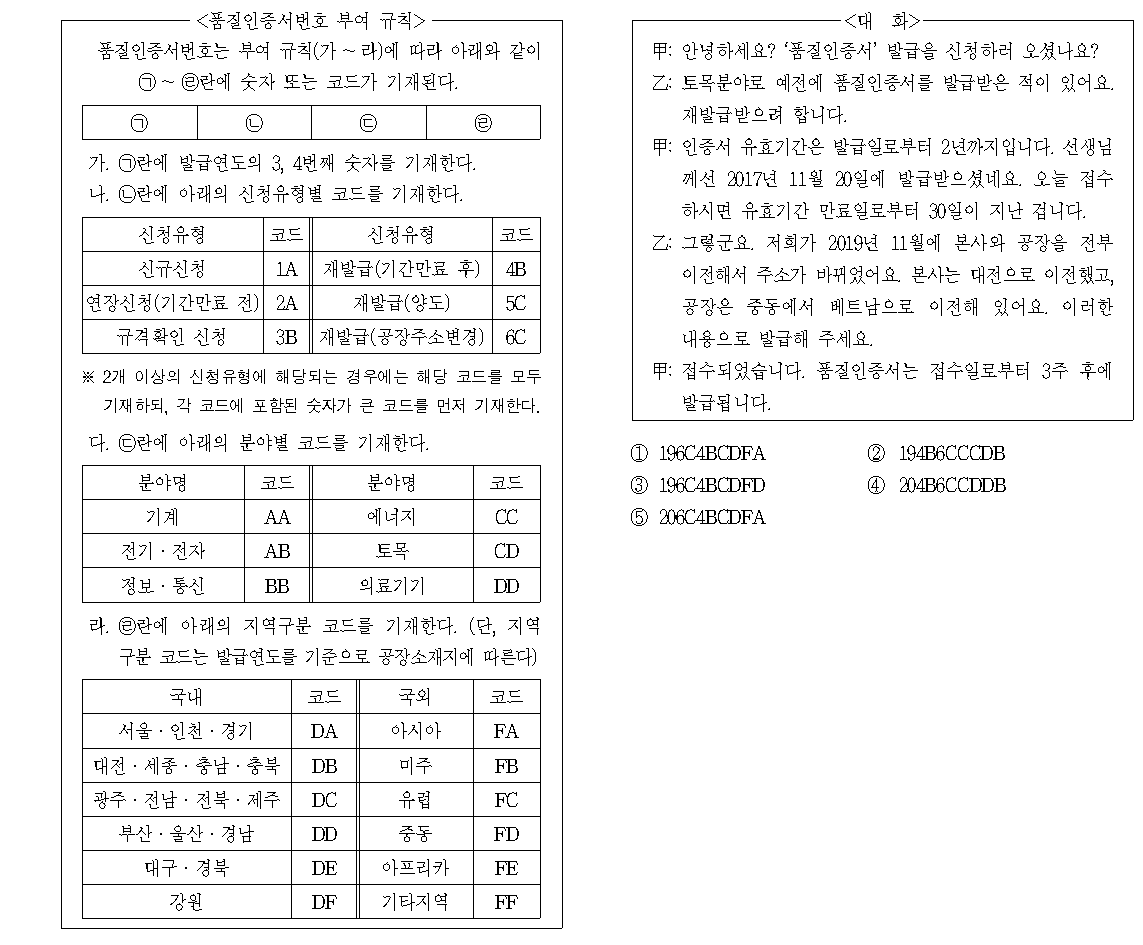 <품질인증서번호 부여 규칙>
품질인증서번호는 부여 규칙(가~라)에 따라 아래와 같이
㉠~㉣란에 숫자 또는 코드가 기재된다.
㉠ ㉡ ㉢ ㉣
가. ㉠란에 발급연도의 3, 4번째 숫자를 기재한다.
나. ㉡란에 아래의 신청유형별 코드를 기재한다.
신청유형 코드 신청유형 코드
신규신청 1A 재발급(기간만료 후) 4B
연장신청(기간만료 전) 2A 재발급(양도) 5C
규격확인 신청 3B 재발급(공장주소변경) 6C
※ 2개 이상의 신청유형에 해당되는 경우에는 해당 코드를 모두
기재하되, 각 코드에 포함된 숫자가 큰 코드를 먼저 기재한다.
다. ㉢란에 아래의 분야별 코드를 기재한다.
분야명 코드 분야명 코드
기계 AA 에너지 CC
전기·전자 AB 토목 CD
정보·통신 BB 의료기기 DD
라. ㉣란에 아래의 지역구분 코드를 기재한다. (단, 지역
구분 코드는 발급연도를 기준으로 공장소재지에 따른다)
국내 코드 국외 코드
서울·인천·경기 DA 아시아 FA
대전·세종·충남·충북 DB 미주 FB
광주·전남·전북·제주 DC 유럽 FC
부산·울산·경남 DD 중동 FD
대구·경북 DE 아프리카 FE
강원 DF 기타지역 FF
<대 화>
甲: 안녕하세요? ‘품질인증서’ 발급을 신청하러 오셨나요?
乙: 토목분야로 예전에 품질인증서를 발급받은 적이 있어요.
재발급받으려 합니다.
甲: 인증서 유효기간은 발급일로부터 2년까지입니다. 선생님
께선 2017년 11월 20일에 발급받으셨네요. 오늘 접수
하시면 유효기간 만료일로부터 30일이 지난 겁니다.
乙: 그렇군요. 저희가 2019년 11월에 본사와 공장을 전부
이전해서 주소가 바뀌었어요. 본사는 대전으로 이전했고,
공장은 중동에서 베트남으로 이전해 있어요. 이러한
내용으로 발급해 주세요.
甲: 접수되었습니다. 품질인증서는 접수일로부터 3주 후에
발급됩니다.
① 196C4BCDFA ② 194B6CCCDB
③ 196C4BCDFD ④ 204B6CCDDB
⑤ 206C4BCDFA